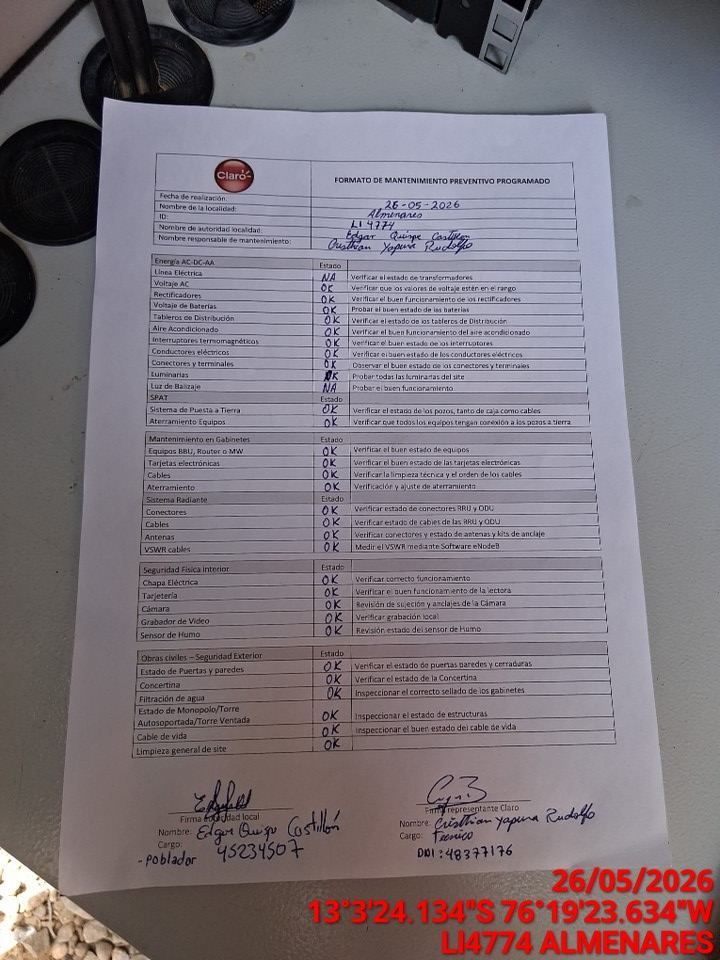 Claro
FORMATO DE MANTENIMIENTO PREVENTIVO PROGRAMADO
Fecha de realización: 26-05-2026
Nombre de la localidad: Almenares
ID: LI4774
Nombre de autoridad localidad: Edgar Quispe Castillon
Nombre responsable de mantenimiento: Cristhian Yapura Rudolfo
Energía AC-DC-AA Estado
Línea Eléctrica NA Verificar el estado de transformadores
Voltaje AC OK Verificar que los valores de voltaje estén en el rango
Rectificadores OK Verificar el buen funcionamiento de los rectificadores
Voltaje de Baterías OK Probar el buen estado de las baterías
Tableros de Distribución OK Verificar el estado de los tableros de Distribución
Aire Acondicionado OK Verificar el buen funcionamiento del aire acondicionado
Interruptores termomagnéticos OK Verificar el buen estado de los interruptores
Conductores eléctricos OK Verificar el buen estado de los conductores eléctricos
Conectores y terminales OK Observar el buen estado de los conectores y terminales
Luminarias OK Probar todas las luminarias del site
Luz de Balizaje NA Probar el buen funcionamiento
SPAT Estado
Sistema de Puesta a Tierra OK Verificar el estado de los pozos, tanto de caja como cables
Aterramiento Equipos OK Verificar que todos los equipos tengan conexión a los pozos a tierra
Mantenimiento en Gabinetes Estado
Equipos BBU, Router o MW OK Verificar el buen estado de equipos
Tarjetas electrónicas OK Verificar el buen estado de las tarjetas electrónicas
Cables OK Verificar la limpieza técnica y el orden de los cables
Aterramiento OK Verificación y ajuste de aterramiento
Sistema Radiante Estado
Conectores OK Verificar estado de conectores RRU y ODU
Cables OK Verificar estado de cables de las RRU y ODU
Antenas OK Verificar conectores y estado de antenas y kits de anclaje
VSWR cables OK Medir el VSWR mediante Software eNodeB
Seguridad Física Interior Estado
Chapa Eléctrica OK Verificar correcto funcionamiento
Tarjetería OK Verificar el buen funcionamiento de la lectora
Cámara OK Revisión de sujeción y anclajes de la Cámara
Grabador de Video OK Verificar grabación local
Sensor de Humo OK Revisión estado del sensor de Humo
Obras civiles – Seguridad Exterior Estado
Estado de Puertas y paredes OK Verificar el estado de puertas paredes y cerraduras
Concertina OK Verificar el estado de la Concertina
Filtración de agua OK Inspeccionar el correcto sellado de los gabinetes
Estado de Monopolo/Torre
Autosoportada/Torre Ventada OK Inspeccionar el estado de estructuras
Cable de vida OK Inspeccionar el buen estado del cable de vida
Limpieza general de site OK
Firma autoridad local
Nombre: Edgar Quispe Castillón
Cargo: 45234507
-poblador
Firma representante Claro
Nombre: Cristhian Yapura Rudolfo
Cargo: Tecnico
DNI: 48377176
26/05/2026
13°3'24.134"S 76°19'23.634"W
LI4774 ALMENARES